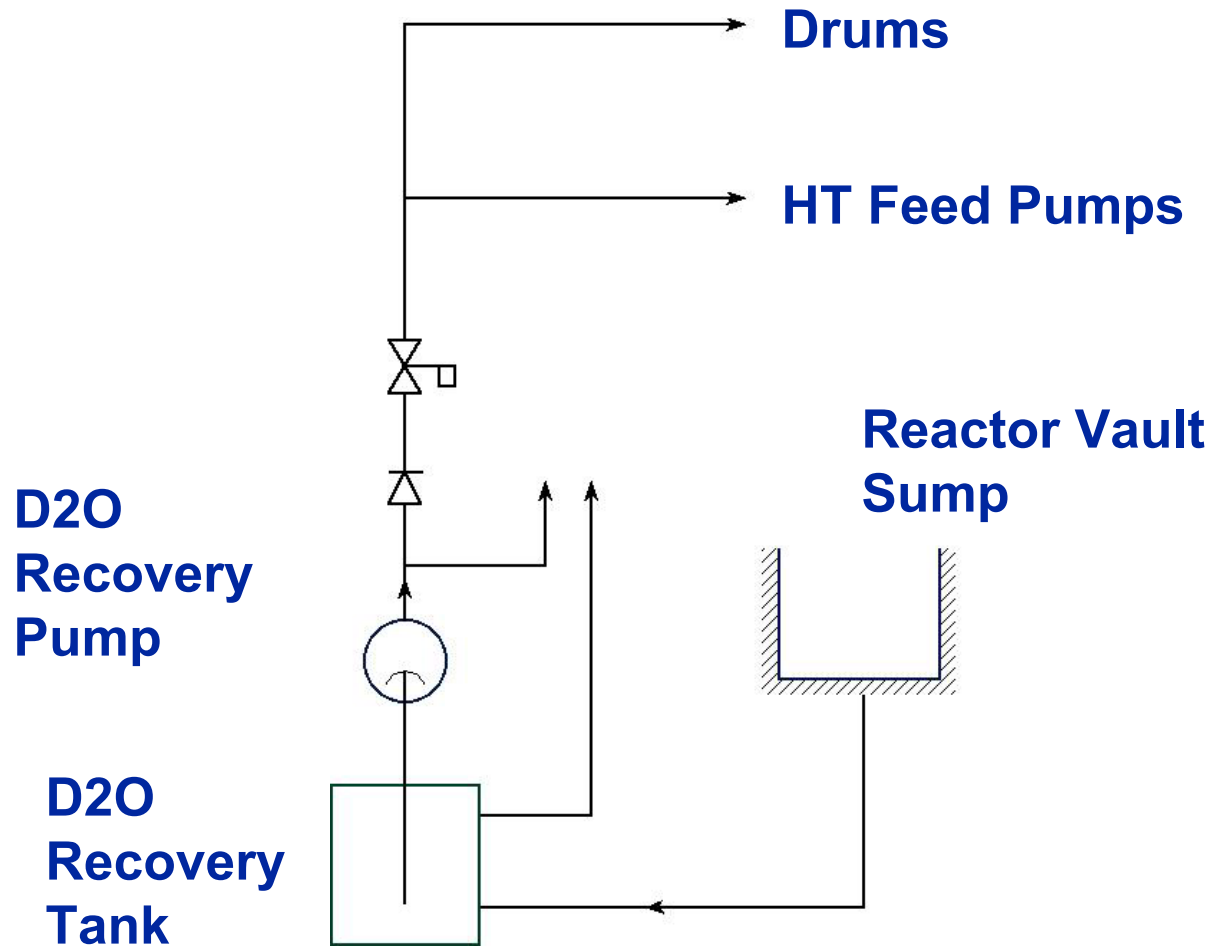 Drums
HT Feed Pumps
Reactor Vault
Sump
D2O
Recovery
Pump
D2O
Recovery
Tank